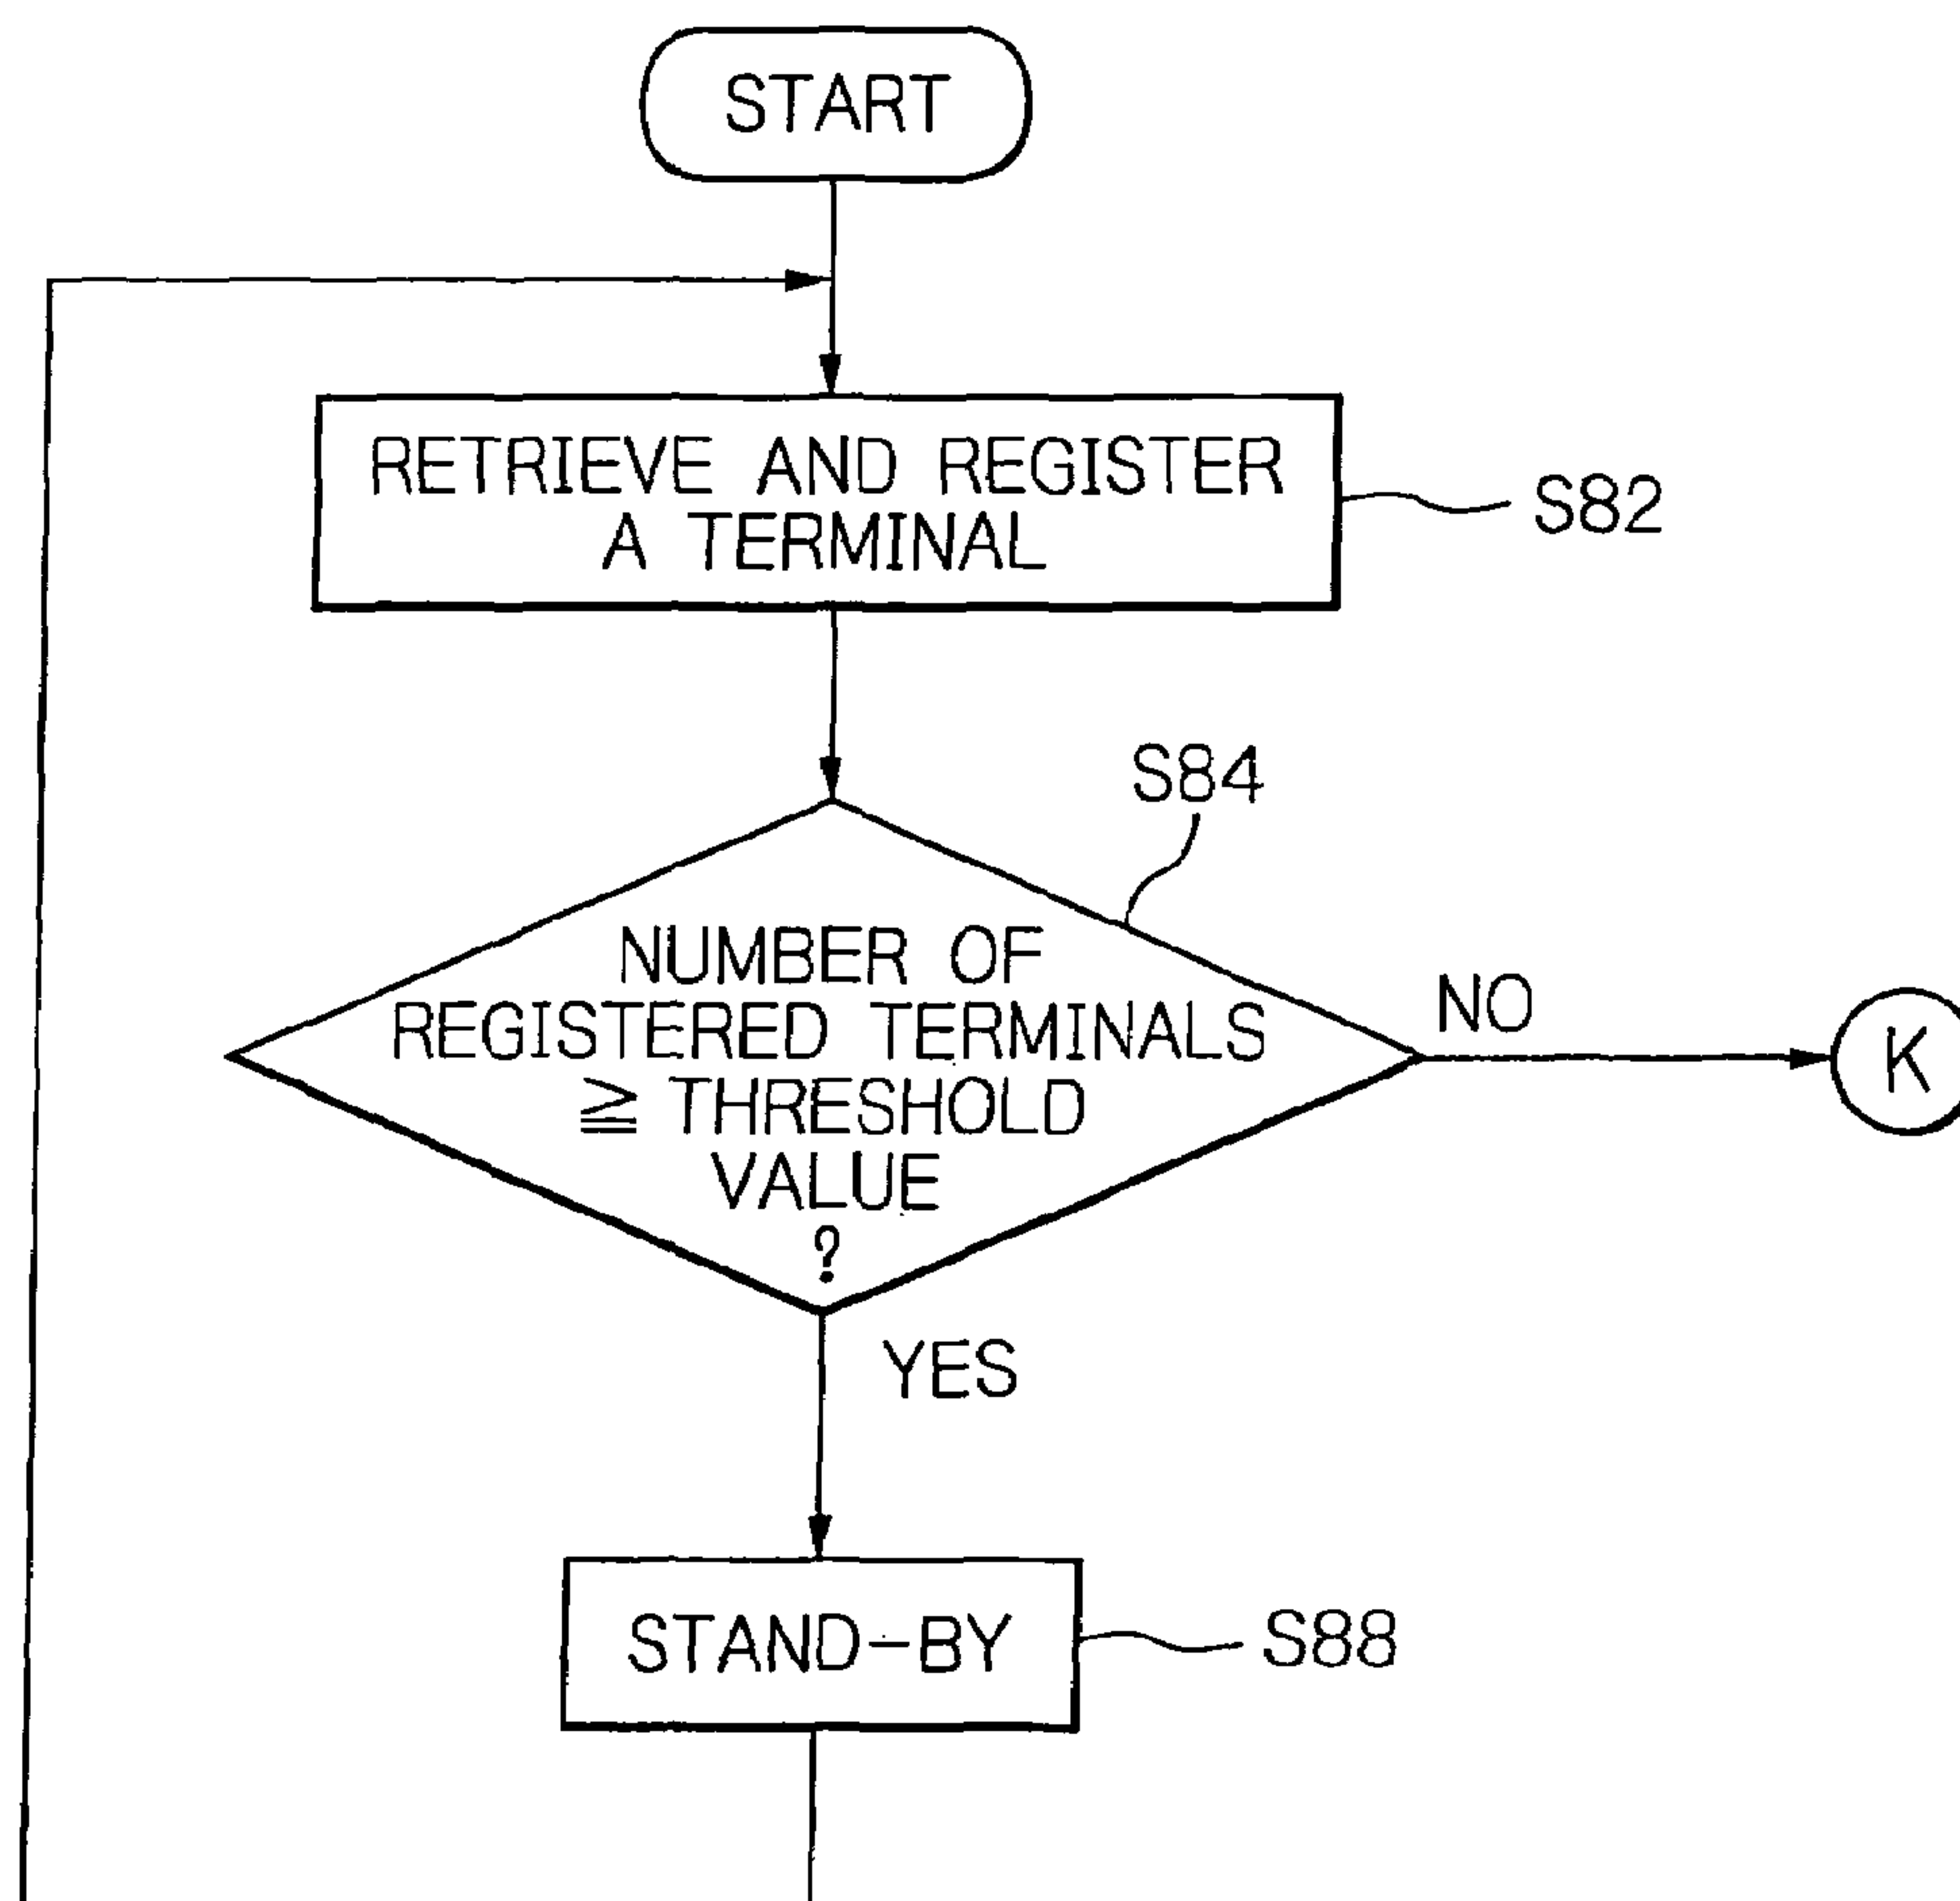 START
RETRIEVE AND REGISTER
A TERMINAL
S82
S84
NUMBER OF
REGISTERED TERMINALS
≧ THRESHOLD
VALUE
?
NO
K
YES
STAND-BY
S88